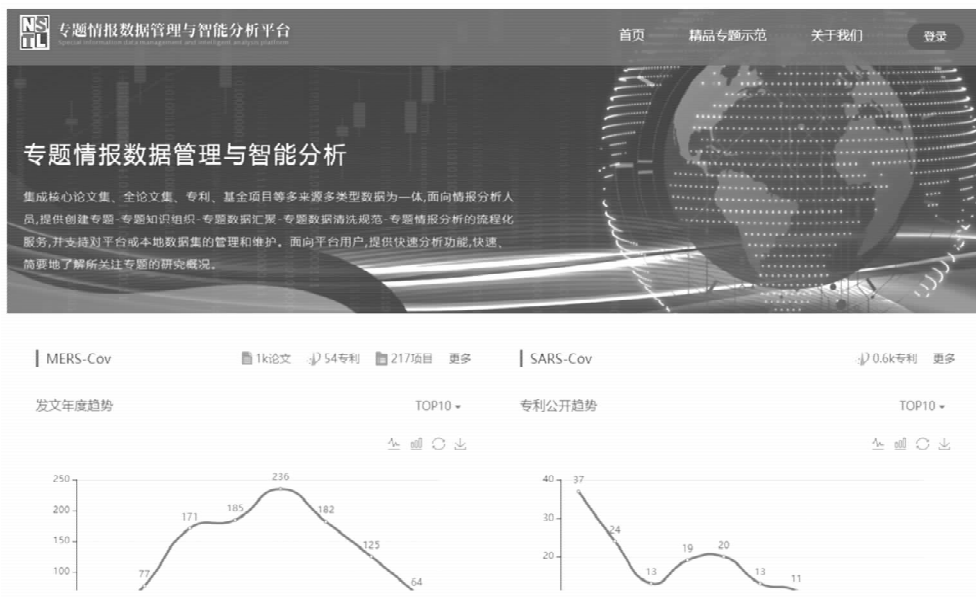 NSTL 专题情报数据管理与智能分析平台 首页 精品专题示范 关于我们 登录
Special information data management and intelligent analysis platform
专题情报数据管理与智能分析
集成核心论文集、全论文集、专利、基金项目等多来源多类型数据为一体,面向情报分析人
员,提供创建专题-专题知识组织-专题数据汇聚-专题数据清洗规范-专题情报分析的流程化
服务,并支持对平台或本地数据集的管理和维护。面向平台用户,提供快速分析功能,快速、
简要地了解所关注专题的研究概况。
MERS-Cov 1k论文 54专利 217项目 更多
发文年度趋势 TOP10
250
200
150
100
77
171
185
236
182
125
64
SARS-Cov 0.6k专利 更多
专利公开趋势 TOP10
40
30
20
37
24
13
19
20
13
11